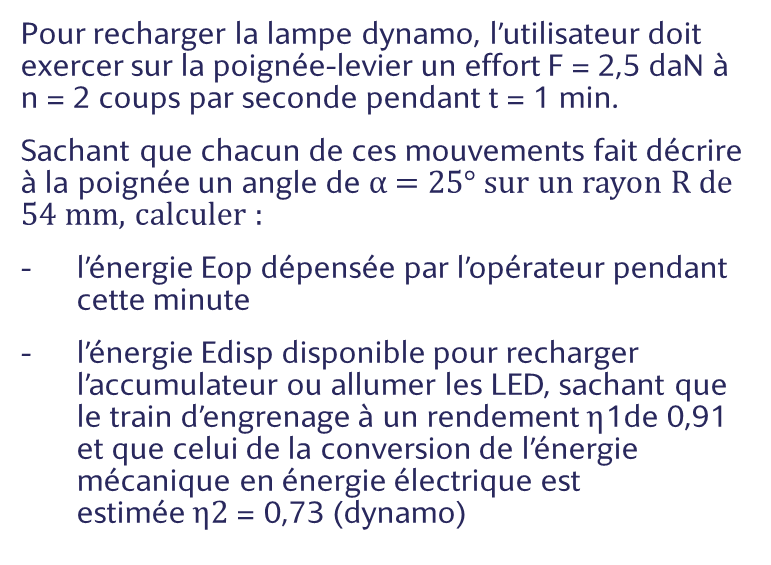 Pour recharger la lampe dynamo, l’utilisateur doit
exercer sur la poignée-levier un effort F = 2,5 daN à
n = 2 coups par seconde pendant t = 1 min.
Sachant que chacun de ces mouvements fait décrire
à la poignée un angle de α = 25° sur un rayon R de
54 mm, calculer :
- l’énergie Eop dépensée par l’opérateur pendant
cette minute
- l’énergie Edisp disponible pour recharger
l’accumulateur ou allumer les LED, sachant que
le train d’engrenage à un rendement η1de 0,91
et que celui de la conversion de l’énergie
mécanique en énergie électrique est
estimée η2 = 0,73 (dynamo)